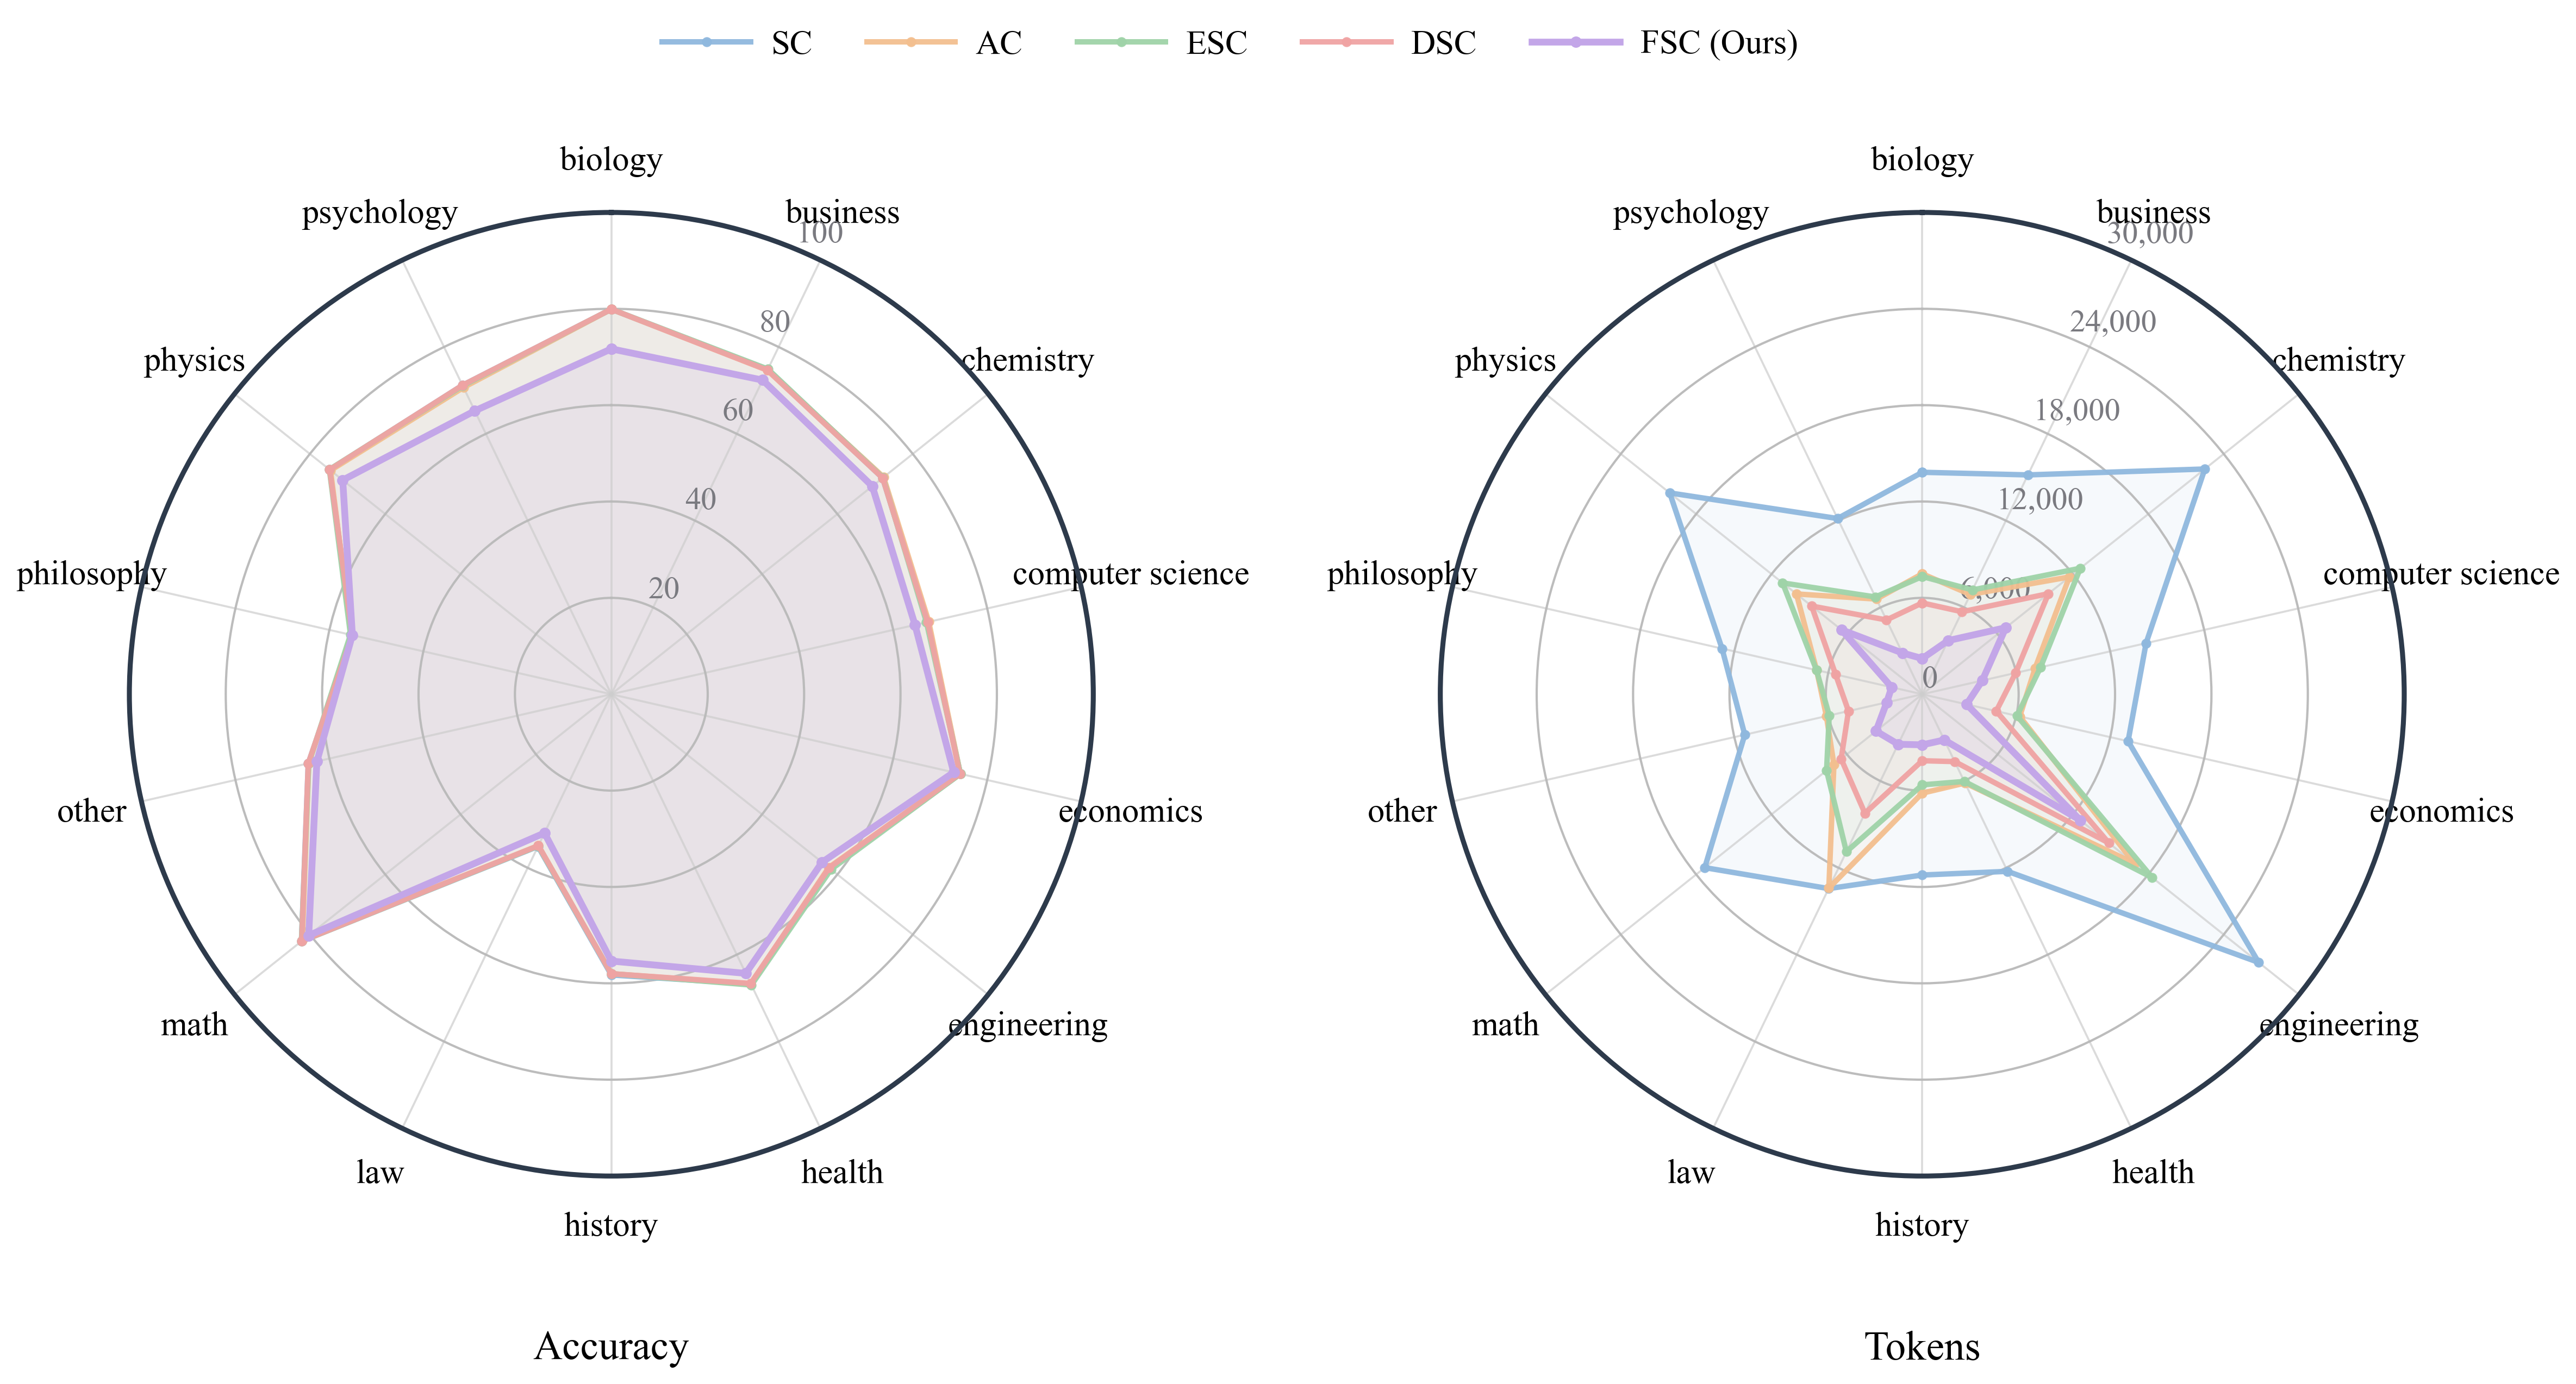 SC AC ESC DSC FSC (Ours)
biology
business
chemistry
computer science
economics
engineering
health
history
law
math
other
philosophy
physics
psychology
100
80
60
40
20
Accuracy
biology
business
chemistry
computer science
economics
engineering
health
history
law
math
other
philosophy
physics
psychology
30,000
24,000
18,000
12,000
6,000
0
Tokens